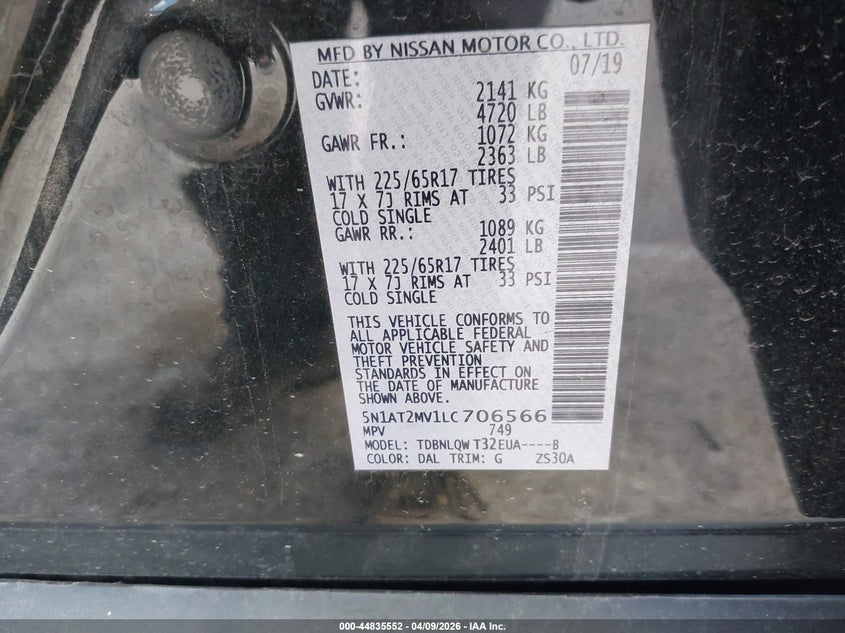 MFD BY NISSAN MOTOR CO., LTD.
DATE: 07/19
GVWR: 2141 KG
4720 LB
GAWR FR.: 1072 KG
2363 LB
WITH 225/65R17 TIRES
17 X 7J RIMS AT 33 PSI
COLD SINGLE
GAWR RR.: 1089 KG
2401 LB
WITH 225/65R17 TIRES
17 X 7J RIMS AT 33 PSI
COLD SINGLE
THIS VEHICLE CONFORMS TO
ALL APPLICABLE FEDERAL
MOTOR VEHICLE SAFETY AND
THEFT PREVENTION
STANDARDS IN EFFECT ON
THE DATE OF MANUFACTURE
SHOWN ABOVE.
5N1AT2MV1LC706566
MPV 749
MODEL: TDBNLQW T32EUA----B
COLOR: DAL TRIM: G ZS30A
000-44835552 - 04/09/2026 - IAA Inc.